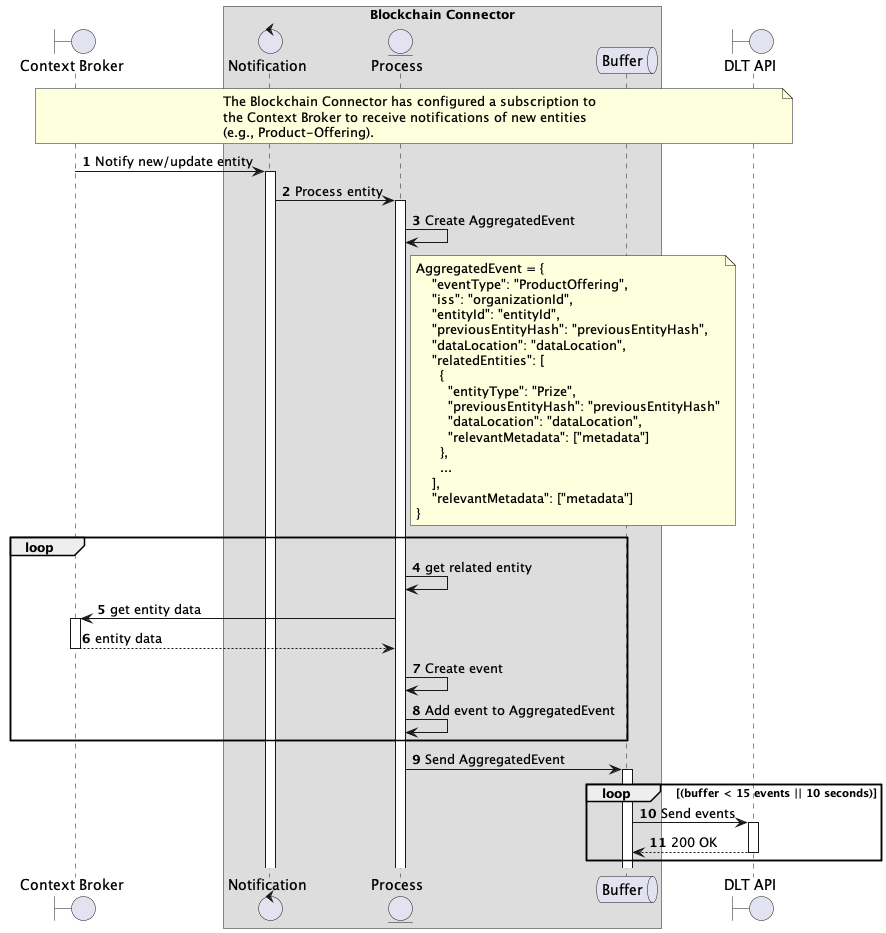 Blockchain Connector
Context Broker
Notification
Process
Buffer
DLT API
The Blockchain Connector has configured a subscription to
the Context Broker to receive notifications of new entities
(e.g., Product-Offering).
1 Notify new/update entity
2 Process entity
3 Create AggregatedEvent
AggregatedEvent = {
"eventType": "ProductOffering",
"iss": "organizationId",
"entityId": "entityId",
"previousEntityHash": "previousEntityHash",
"dataLocation": "dataLocation",
"relatedEntities": [
{
"entityType": "Prize",
"previousEntityHash": "previousEntityHash"
"dataLocation": "dataLocation",
"relevantMetadata": ["metadata"]
},
...
],
"relevantMetadata": ["metadata"]
}
loop
4 get related entity
5 get entity data
6 entity data
7 Create event
8 Add event to AggregatedEvent
9 Send AggregatedEvent
loop [(buffer < 15 events || 10 seconds)]
10 Send events
11 200 OK
Context Broker
Notification
Process
Buffer
DLT API